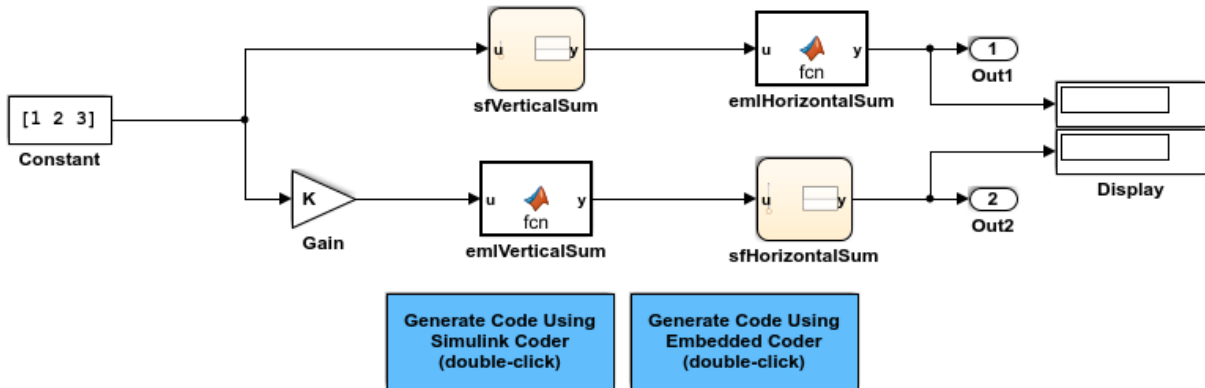 u y
sfVerticalSum
u y
fcn
emlHorizontalSum
1
Out1
[1 2 3]
Constant
K
Gain
u y
fcn
emlVerticalSum
u y
sfHorizontalSum
2
Out2
Display
Generate Code Using
Simulink Coder
(double-click)
Generate Code Using
Embedded Coder
(double-click)